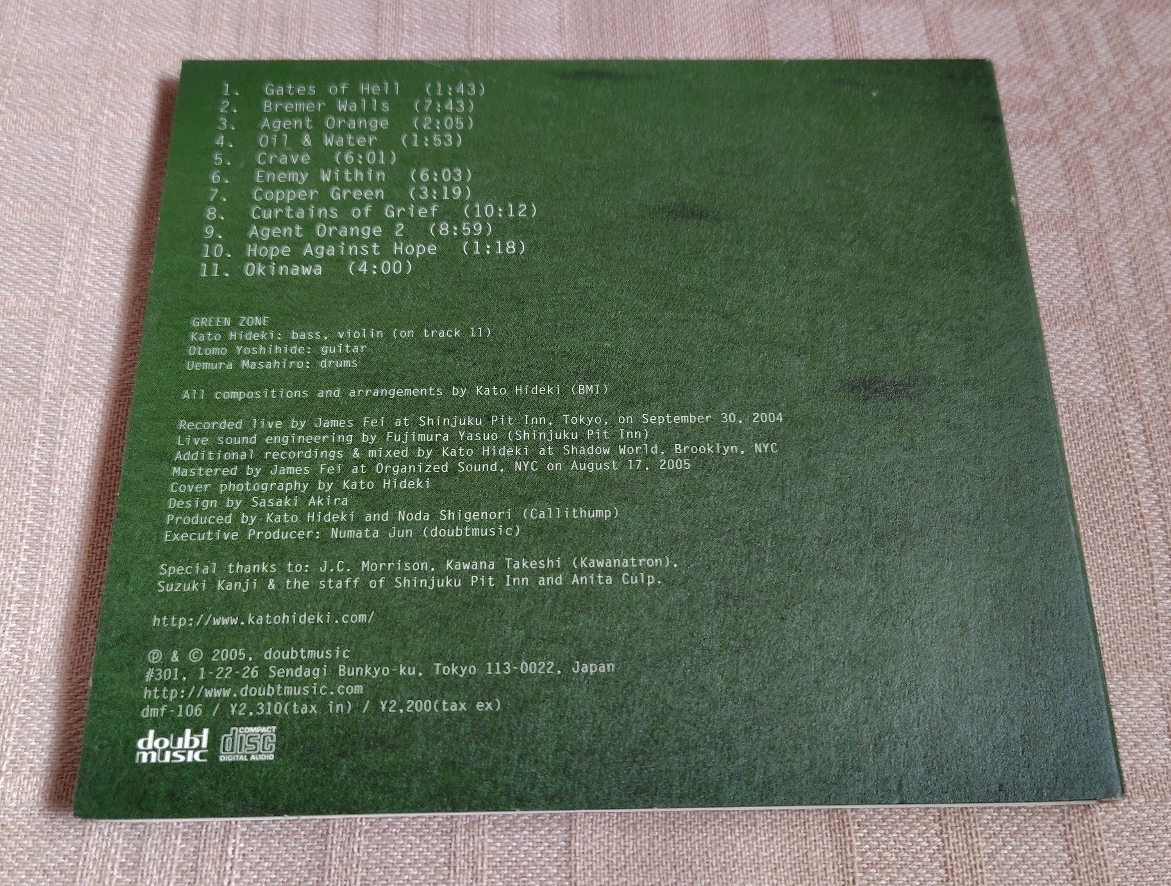 1. Gates of Hell (1:43)
2. Bremer Walls (7:43)
3. Agent Orange (2:05)
4. Oil & Water (1:53)
5. Crave (6:01)
6. Enemy Within (6:03)
7. Copper Green (3:19)
8. Curtains of Grief (10:12)
9. Agent Orange 2 (8:59)
10. Hope Against Hope (1:18)
11. Okinawa (4:00)
GREEN ZONE
Kato Hideki: bass, violin (on track 11)
Otomo Yoshihide: guitar
Uemura Masahiro: drums
All compositions and arrangements by Kato Hideki (BMI)
Recorded live by James Fei at Shinjuku Pit Inn, Tokyo, on September 30, 2004
Live sound engineering by Fujimura Yasuo (Shinjuku Pit Inn)
Additional recordings & mixed by Kato Hideki at Shadow World, Brooklyn, NYC
Mastered by James Fei at Organized Sound, NYC on August 17, 2005
Cover photography by Kato Hideki
Design by Sasaki Akira
Produced by Kato Hideki and Noda Shigenori (Callithump)
Executive Producer: Numata Jun (doubtmusic)
Special thanks to: J.C. Morrison, Kawana Takeshi (Kawanatron),
Suzuki Kanji & the staff of Shinjuku Pit Inn and Anita Culp.
http://www.katohideki.com/
℗ & © 2005, doubtmusic
#301, 1-22-26 Sendagi Bunkyo-ku, Tokyo 113-0022, Japan
http://www.doubtmusic.com
dmf-106 / ¥2,310(tax in) / ¥2,200(tax ex)
doubt music
COMPACT disc DIGITAL AUDIO